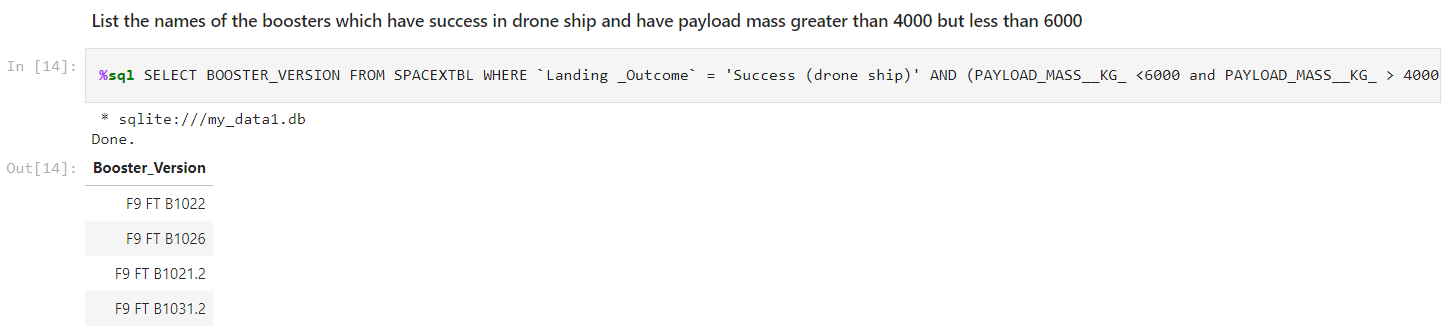 List the names of the boosters which have success in drone ship and have payload mass greater than 4000 but less than 6000
In [14]: %sql SELECT BOOSTER_VERSION FROM SPACEXTBL WHERE `Landing _Outcome` = 'Success (drone ship)' AND (PAYLOAD_MASS__KG_ <6000 and PAYLOAD_MASS__KG_ > 4000
* sqlite:///my_data1.db
Done.
Out[14]: Booster_Version
F9 FT B1022
F9 FT B1026
F9 FT B1021.2
F9 FT B1031.2